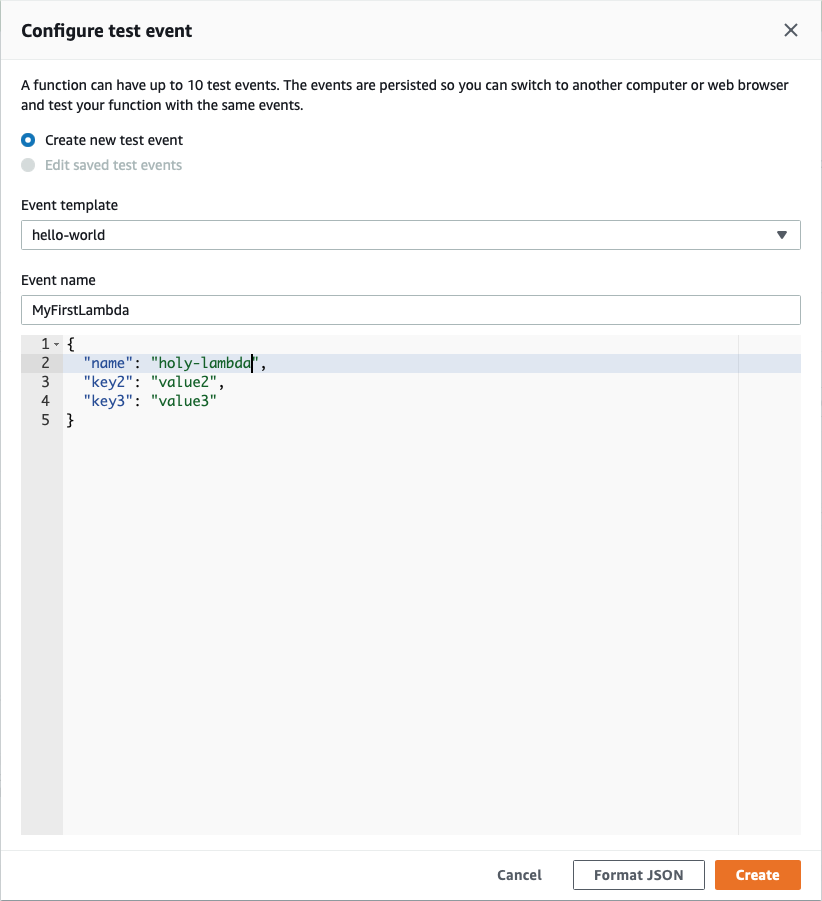 Configure test event
A function can have up to 10 test events. The events are persisted so you can switch to another computer or web browser
and test your function with the same events.
Create new test event
Edit saved test events
Event template
hello-world
Event name
MyFirstLambda
1 {
2 "name": "holy-lambda",
3 "key2": "value2",
4 "key3": "value3"
5 }
Cancel Format JSON Create